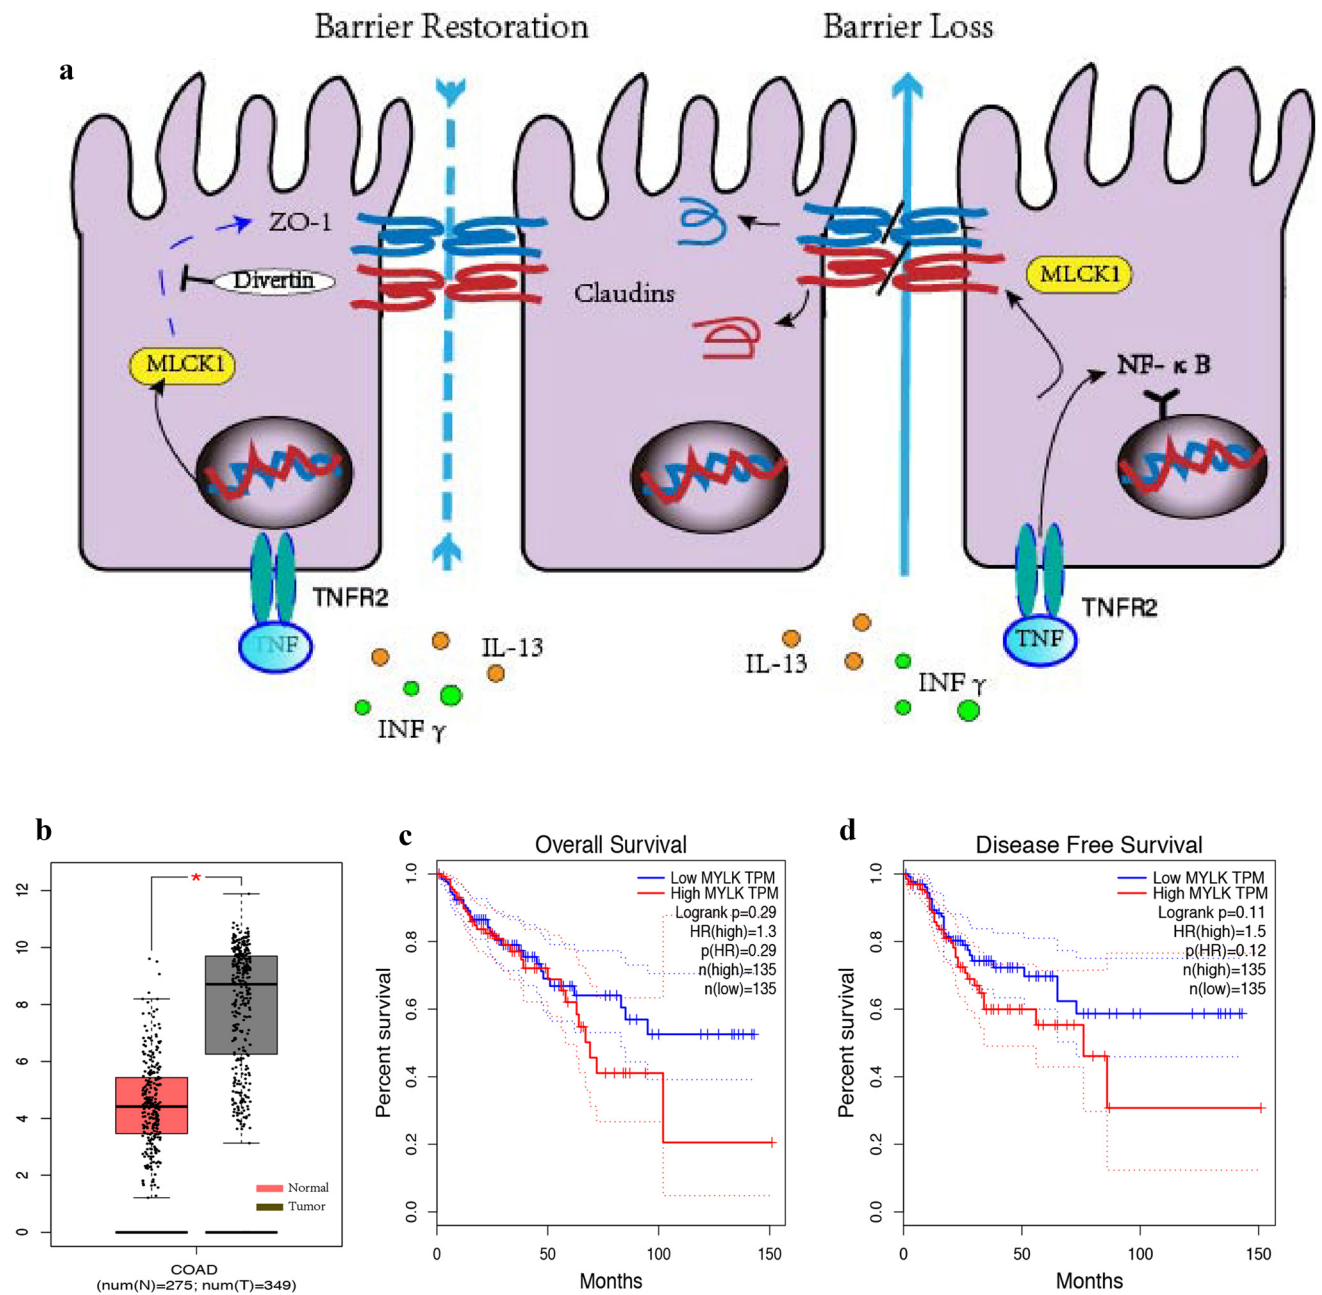 Barrier Restoration
Barrier Loss
a
ZO-1
Divertin
MLCK1
Claudins
MLCK1
NF- κ B
TNFR2
TNF
IL-13
INF γ
IL-13
INF γ
TNFR2
TNF
b
12
10
8
6
4
2
0
*
Normal
Tumor
COAD
(num(N)=275; num(T)=349)
c
Overall Survival
Low MYLK TPM
High MYLK TPM
Logrank p=0.29
HR(high)=1.3
p(HR)=0.29
n(high)=135
n(low)=135
Percent survival
1.0
0.8
0.6
0.4
0.2
0.0
0
50
100
150
Months
d
Disease Free Survival
Low MYLK TPM
High MYLK TPM
Logrank p=0.11
HR(high)=1.5
p(HR)=0.12
n(high)=135
n(low)=135
Percent survival
1.0
0.8
0.6
0.4
0.2
0.0
0
50
100
150
Months